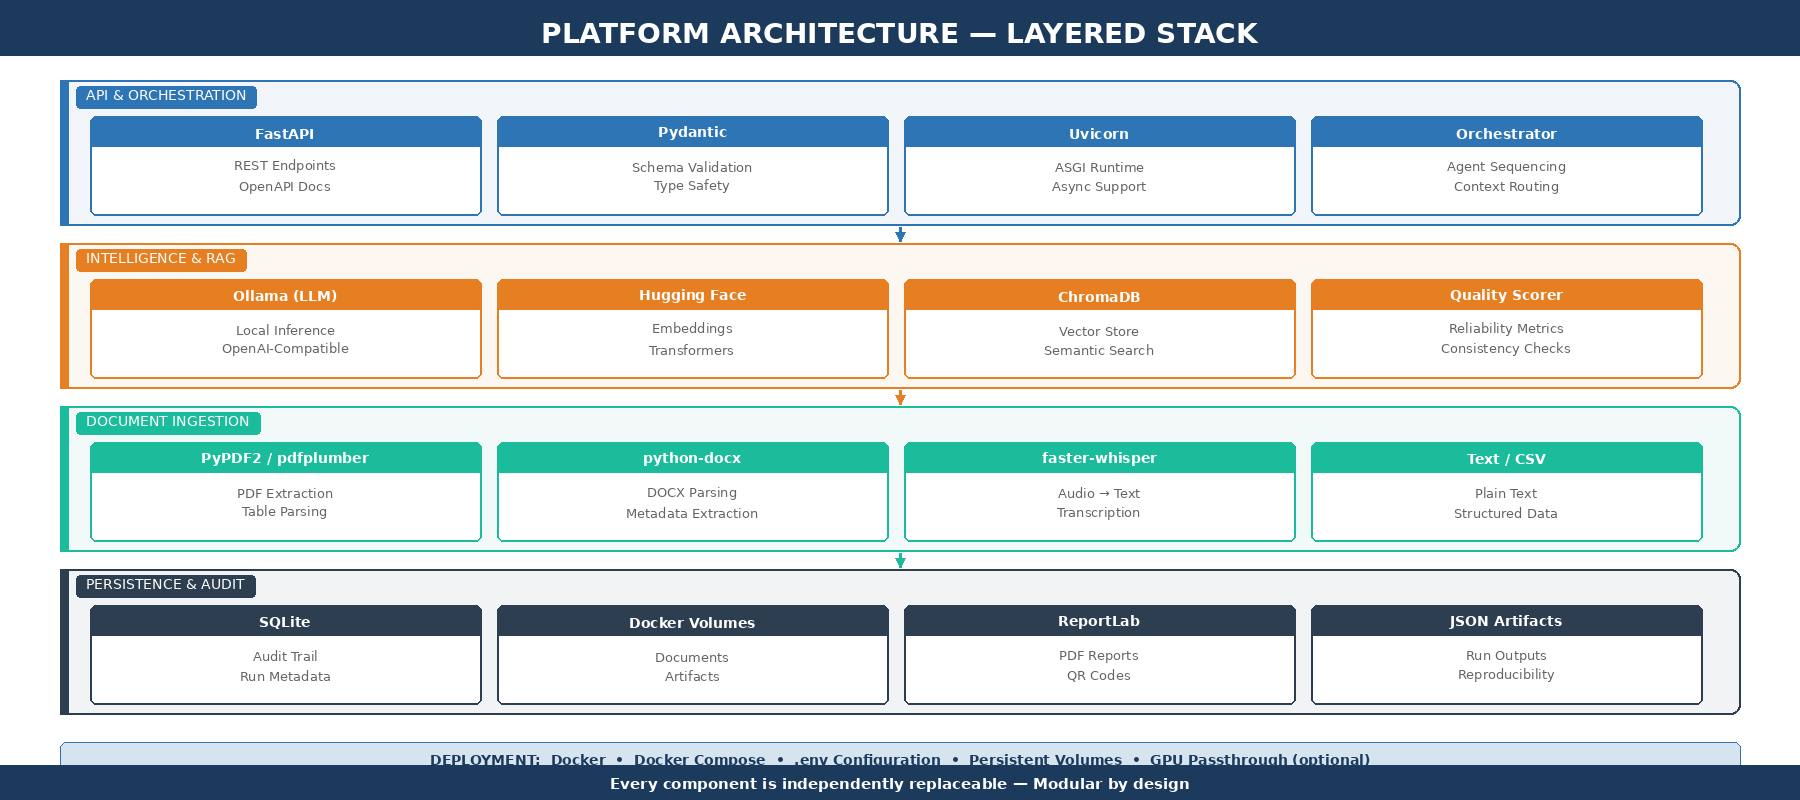 PLATFORM ARCHITECTURE — LAYERED STACK
API & ORCHESTRATION
FastAPI
REST Endpoints
OpenAPI Docs
Pydantic
Schema Validation
Type Safety
Uvicorn
ASGI Runtime
Async Support
Orchestrator
Agent Sequencing
Context Routing
INTELLIGENCE & RAG
Ollama (LLM)
Local Inference
OpenAI-Compatible
Hugging Face
Embeddings
Transformers
ChromaDB
Vector Store
Semantic Search
Quality Scorer
Reliability Metrics
Consistency Checks
DOCUMENT INGESTION
PyPDF2 / pdfplumber
PDF Extraction
Table Parsing
python-docx
DOCX Parsing
Metadata Extraction
faster-whisper
Audio → Text
Transcription
Text / CSV
Plain Text
Structured Data
PERSISTENCE & AUDIT
SQLite
Audit Trail
Run Metadata
Docker Volumes
Documents
Artifacts
ReportLab
PDF Reports
QR Codes
JSON Artifacts
Run Outputs
Reproducibility
DEPLOYMENT: Docker • Docker Compose • .env Configuration • Persistent Volumes • GPU Passthrough (optional)
Every component is independently replaceable — Modular by design